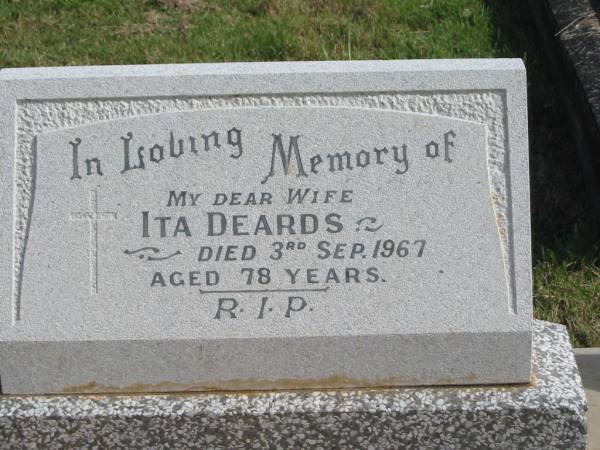 In Loving Memory of
MY DEAR WIFE
ITA DEARDS
DIED 3RD SEP. 1967
AGED 78 YEARS.
R.I.P.